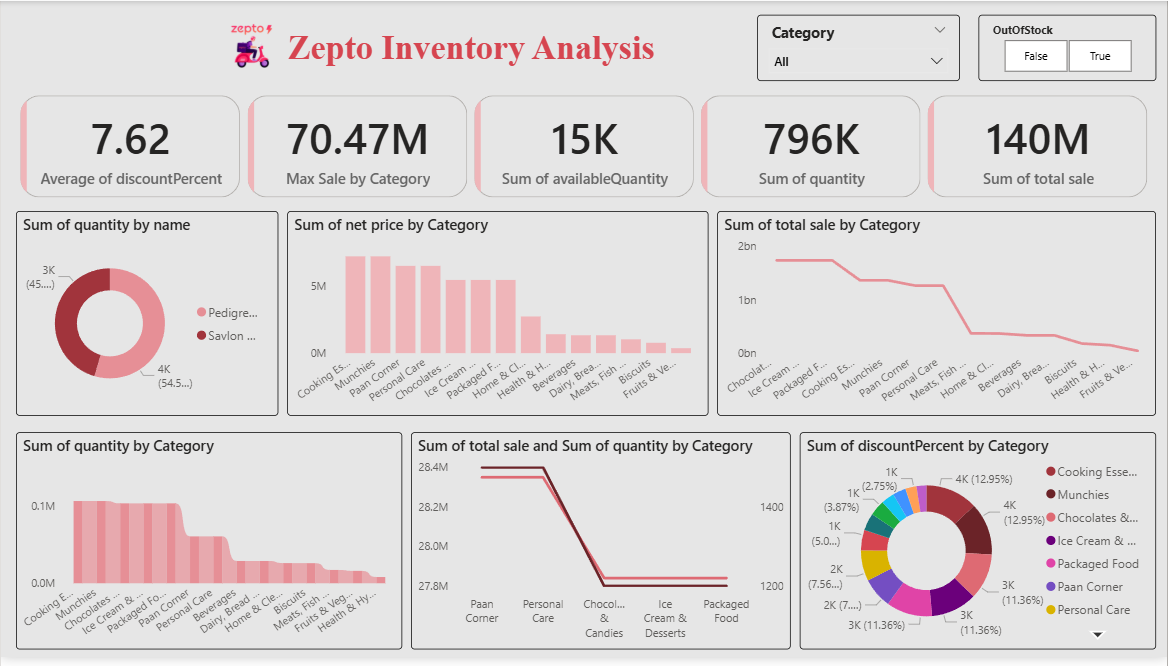 zepto
Zepto Inventory Analysis
Category
All
OutOfStock
False
True
7.62
Average of discountPercent
70.47M
Max Sale by Category
15K
Sum of availableQuantity
796K
Sum of quantity
140M
Sum of total sale
Sum of quantity by name
3K
(45....)
4K
(54.5...)
Pedigre...
Savlon ...
Sum of net price by Category
5M
0M
Cooking Es...
Munchies
Paan Corner
Personal Care
Chocolates ...
Ice Cream ...
Packaged F...
Home & Cl...
Health & H...
Beverages
Dairy, Brea...
Meats, Fish ...
Biscuits
Fruits & Ve...
Sum of total sale by Category
2bn
1bn
0bn
Chocolat...
Ice Cream ...
Packaged F...
Cooking Es...
Munchies
Paan Corner
Personal Care
Meats, Fish ...
Home & Cl...
Beverages
Dairy, Brea...
Biscuits
Health & H...
Fruits & Ve...
Sum of quantity by Category
0.1M
0.0M
Cooking E...
Munchies
Chocolates ...
Ice Cream & ...
Packaged Fo...
Paan Corner
Personal Care
Beverages
Dairy, Bread ...
Home & Cle...
Biscuits
Meats, Fish ...
Fruits & Veg...
Health & Hy...
Sum of total sale and Sum of quantity by Category
28.4M
28.2M
28.0M
27.8M
1400
1200
Paan
Corner
Personal
Care
Chocol...
&
Candies
Ice
Cream &
Desserts
Packaged
Food
Sum of discountPercent by Category
4K (12.95%)
4K
(12.95%)
3K
(11.36%)
3K
(11.36%)
3K (11.36%)
2K (7....)
2K
(7.56...)
1K
(5.0...)
1K
(3.87%)
1K
(2.75%)
Cooking Esse...
Munchies
Chocolates &...
Ice Cream & ...
Packaged Food
Paan Corner
Personal Care